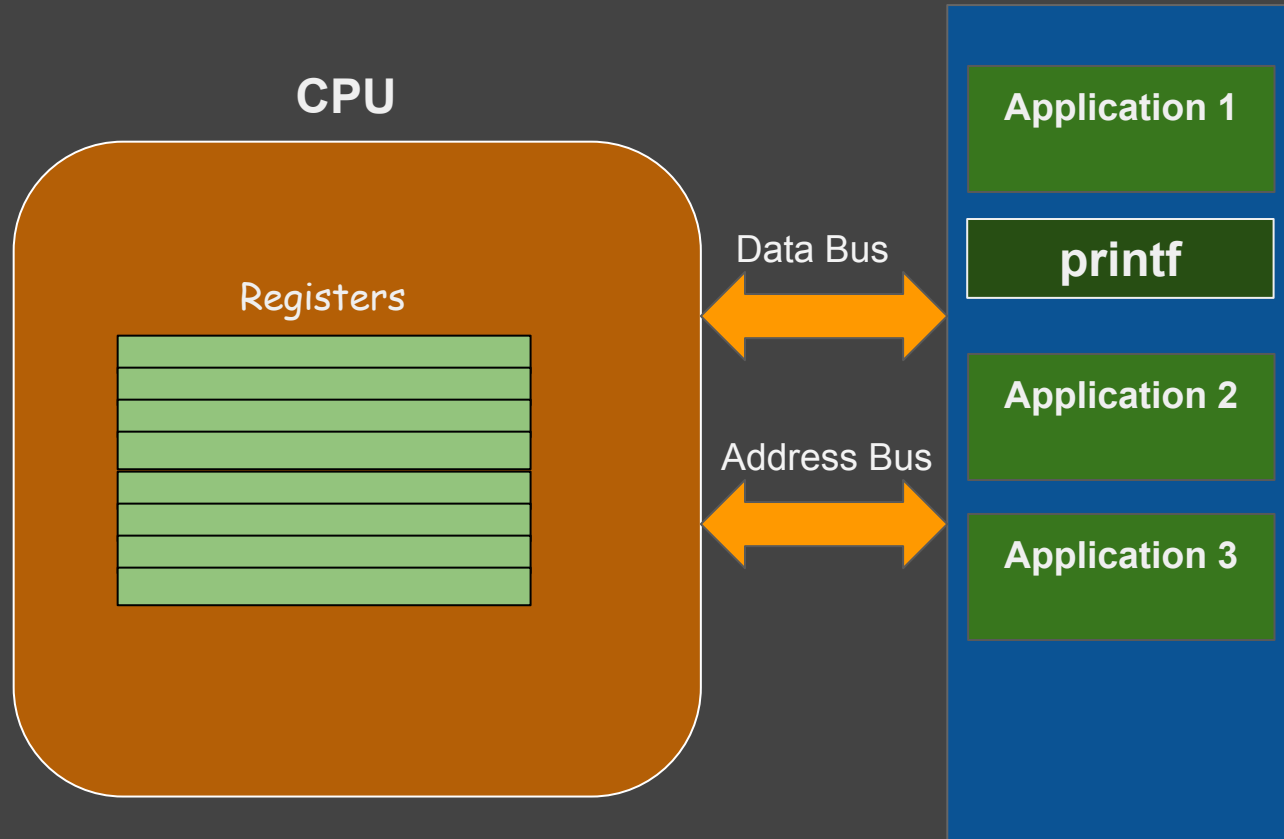 CPU
Registers
Data Bus
Address Bus
Application 1
printf
Application 2
Application 3